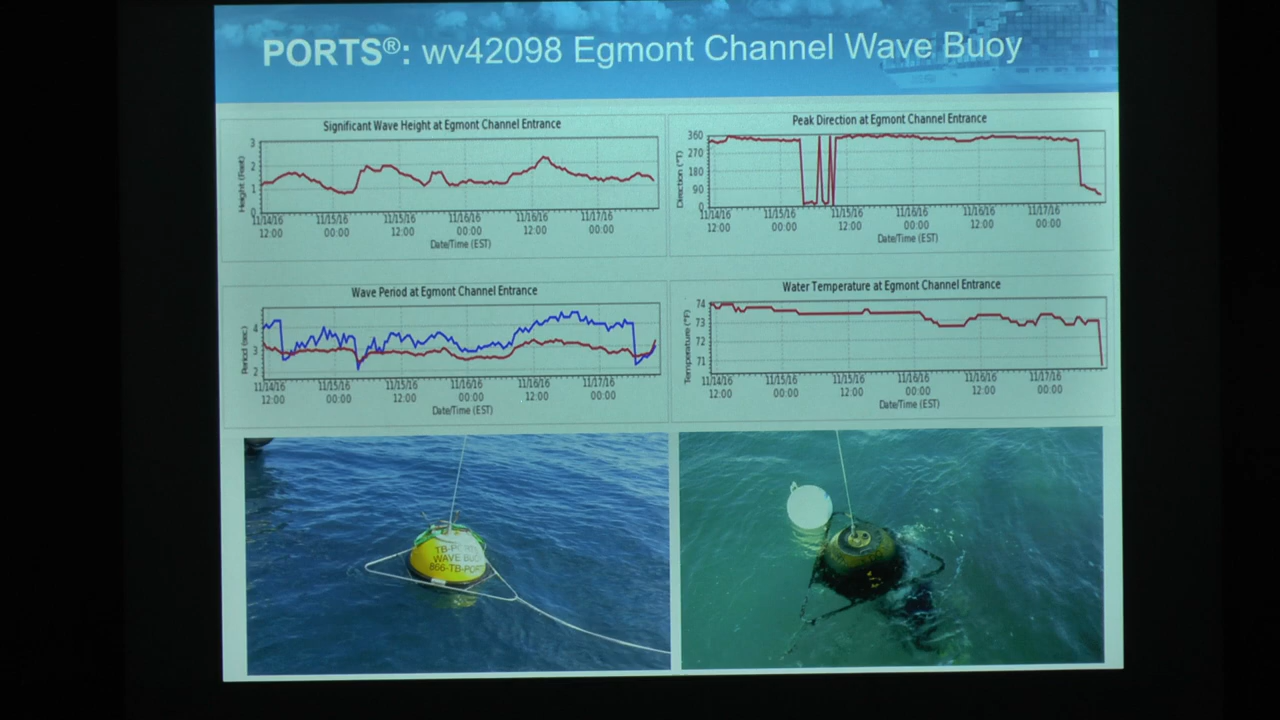 PORTS®: wv42098 Egmont Channel Wave Buoy
Significant Wave Height at Egmont Channel Entrance
3
2
1
0
Height (Feet)
11/14/16 12:00
11/15/16 00:00
11/15/16 12:00
11/16/16 00:00
11/16/16 12:00
11/17/16 00:00
Date/Time (EST)
Peak Direction at Egmont Channel Entrance
360
270
180
90
0
Direction (°T)
11/14/16 12:00
11/15/16 00:00
11/15/16 12:00
11/16/16 00:00
11/16/16 12:00
11/17/16 00:00
Date/Time (EST)
Wave Period at Egmont Channel Entrance
4
3
2
Period (sec)
11/14/16 12:00
11/15/16 00:00
11/15/16 12:00
11/16/16 00:00
11/16/16 12:00
11/17/16 00:00
Date/Time (EST)
Water Temperature at Egmont Channel Entrance
74
73
72
71
Temperature (°F)
11/14/16 12:00
11/15/16 00:00
11/15/16 12:00
11/16/16 00:00
11/16/16 12:00
11/17/16 00:00
Date/Time (EST)
TB-PORT
WAVE BUO
866-TB-PORT